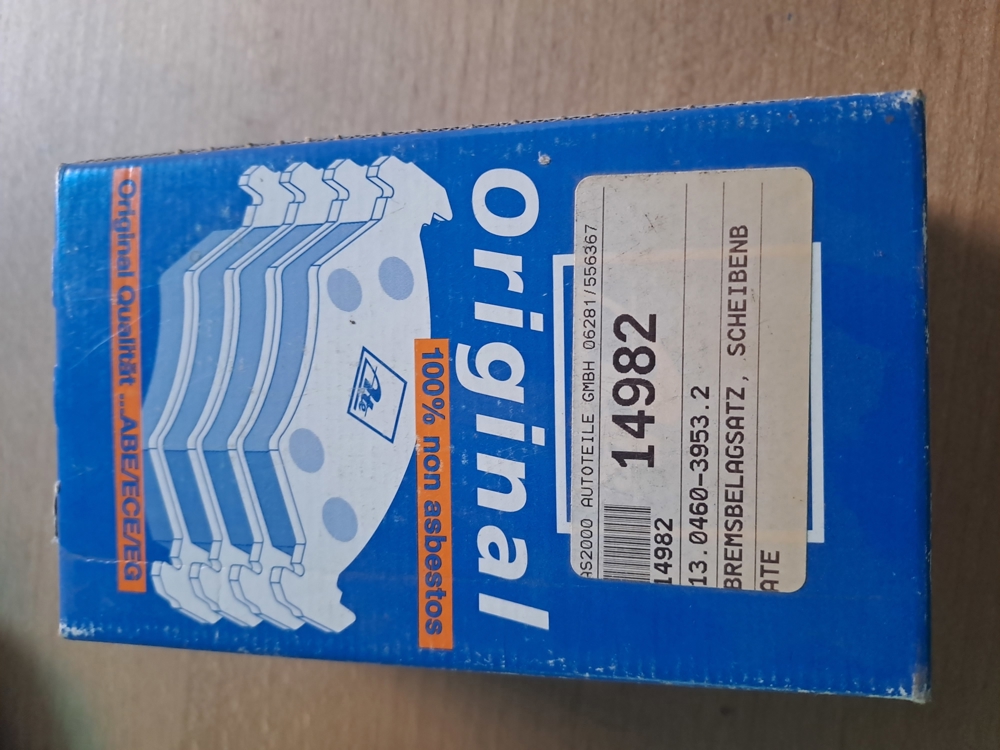 original
100% non asbestos
Ate
Original Qualität ...ABE/ECE/EG
AS2000 AUTOTEILE GMBH 06281/556367
14982
14982
13.0460-3953.2
BREMSBELAGSATZ, SCHEIBENB
ATE